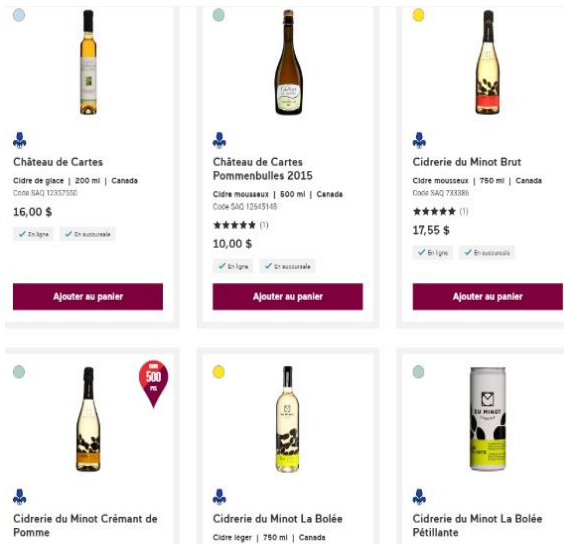 Château de Cartes
Cidre de glace | 200 ml | Canada
Code SAQ 12357550
16,00 $
En ligne
En succursale
Ajouter au panier
Château de Cartes
Pommenbulles 2015
Cidre mousseux | 500 ml | Canada
Code SAQ 12645148
(1)
10,00 $
En ligne
En succursale
Ajouter au panier
Cidrerie du Minot Brut
Cidre mousseux | 750 ml | Canada
Code SAQ 733386
(1)
17,55 $
En ligne
En succursale
Ajouter au panier
500
PTS
Cidrerie du Minot Crémant de
Pomme
Cidrerie du Minot La Bolée
Cidre léger | 750 ml | Canada
DU MINOT
Cidrerie du Minot La Bolée
Pétillante